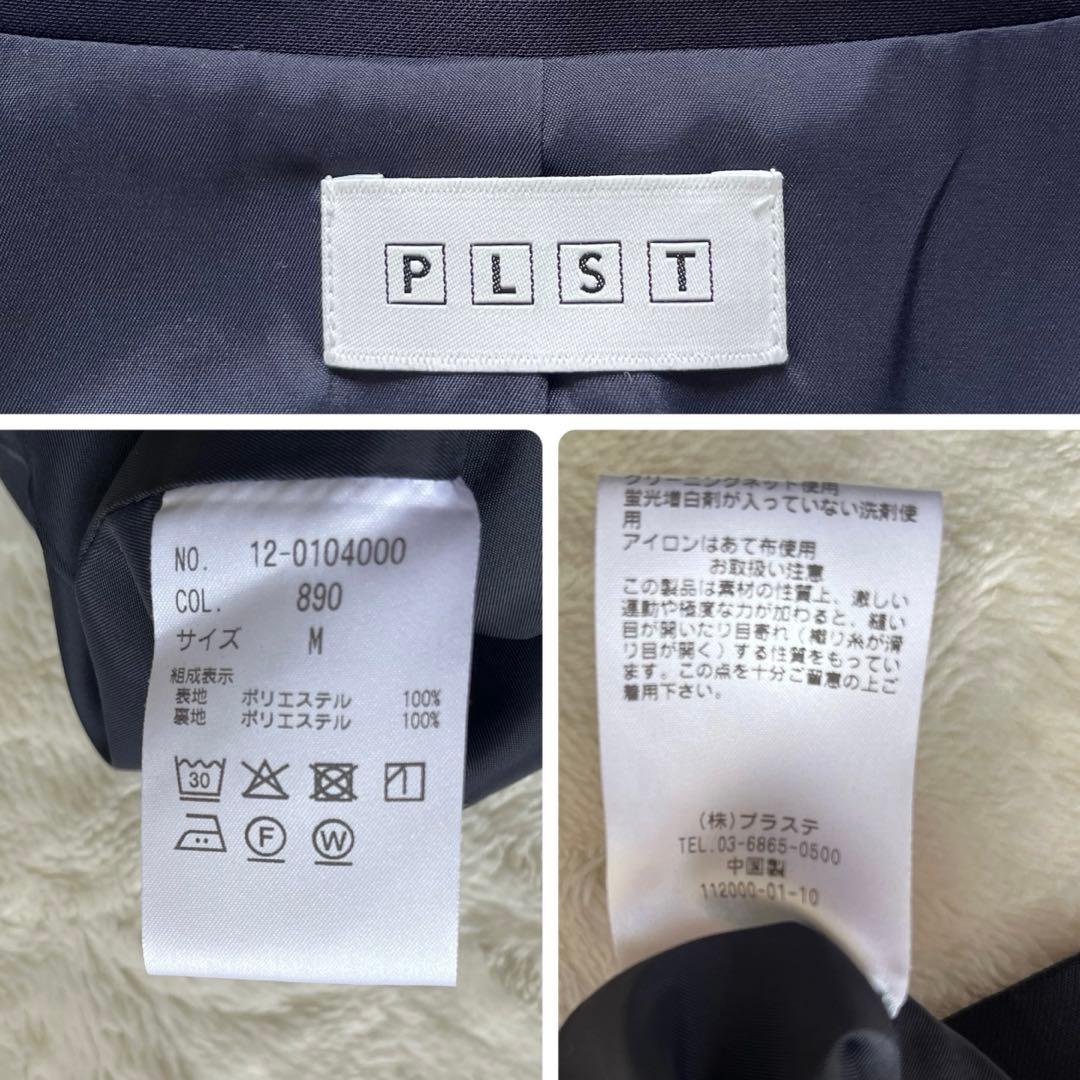 PLST
NO. 12-0104000
COL. 890
サイズ M
組成表示
表地 ポリエステル 100%
裏地 ポリエステル 100%
30
F
W
クリーニングネット使用
蛍光増白剤が入っていない洗剤使
用
アイロンはあて布使用
お取扱い注意
この製品は素材の性質上、激しい
運動や極度な力が加わると、縫い
目が開いたり目寄れ（織り糸が滑
り目が開く）する性質をもってい
ます。この点を十分ご留意の上ご
着用下さい。
(株)プラステ
TEL.03-6865-0500
中国製
112000-01-10